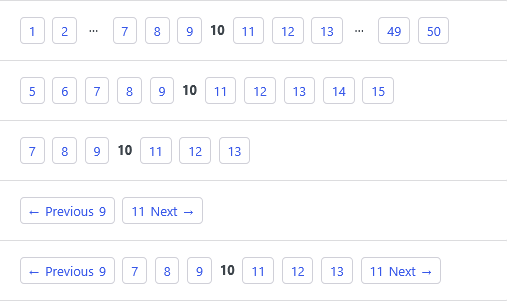 1 2 ... 7 8 9 10 11 12 13 ... 49 50
5 6 7 8 9 10 11 12 13 14 15
7 8 9 10 11 12 13
← Previous 9 11 Next →
← Previous 9 7 8 9 10 11 12 13 11 Next →